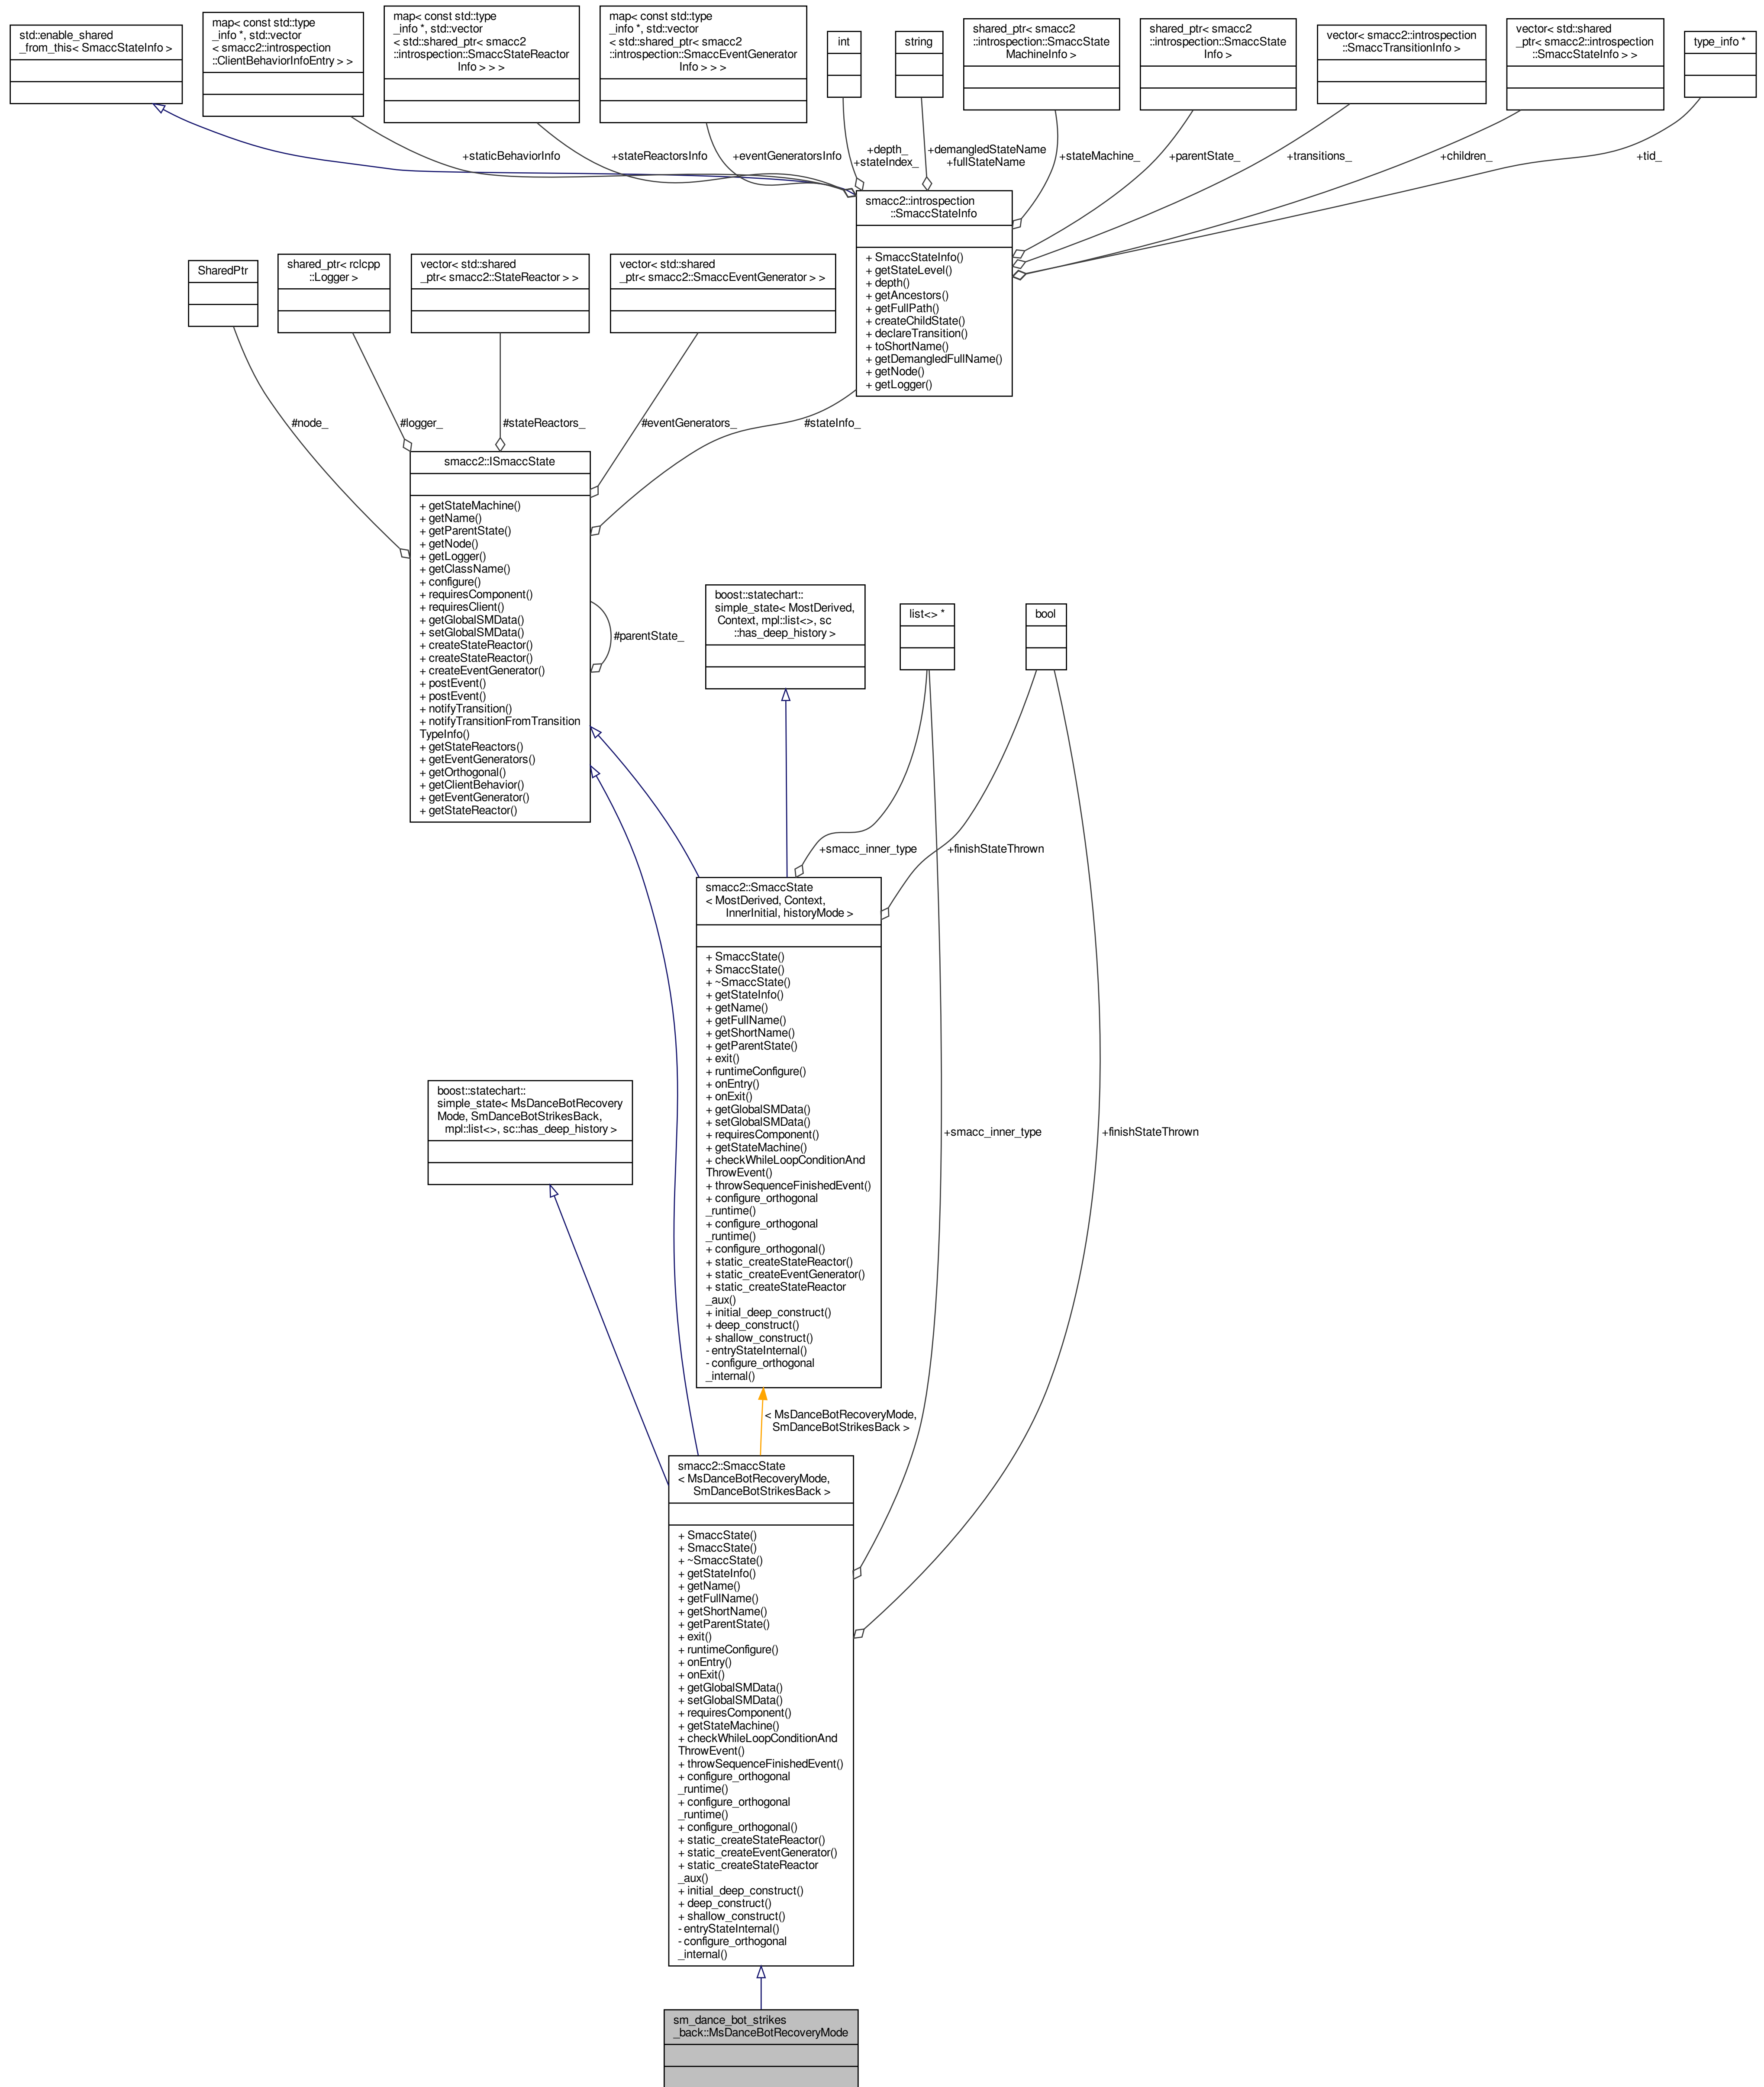 std::enable_shared
_from_this< SmaccStateInfo >
map< const std::type
_info *, std::vector
< smacc2::introspection
::ClientBehaviorInfoEntry > >
map< const std::type
_info *, std::vector
< std::shared_ptr< smacc2
::introspection::SmaccStateReactor
Info > > >
map< const std::type
_info *, std::vector
< std::shared_ptr< smacc2
::introspection::SmaccEventGenerator
Info > > >
int
string
shared_ptr< smacc2
::introspection::SmaccState
MachineInfo >
shared_ptr< smacc2
::introspection::SmaccState
Info >
vector< smacc2::introspection
::SmaccTransitionInfo >
vector< std::shared
_ptr< smacc2::introspection
::SmaccStateInfo > >
type_info *
+staticBehaviorInfo
+stateReactorsInfo
+eventGeneratorsInfo
+depth_
+stateIndex_
+demangledStateName
+fullStateName
+stateMachine_
+parentState_
+transitions_
+children_
+tid_
smacc2::introspection
::SmaccStateInfo
+ SmaccStateInfo()
+ getStateLevel()
+ depth()
+ getAncestors()
+ getFullPath()
+ createChildState()
+ declareTransition()
+ toShortName()
+ getDemangledFullName()
+ getNode()
+ getLogger()
SharedPtr
shared_ptr< rclcpp
::Logger >
vector< std::shared
_ptr< smacc2::StateReactor > >
vector< std::shared
_ptr< smacc2::SmaccEventGenerator > >
#node_
#logger_
#stateReactors_
#eventGenerators_
#stateInfo_
smacc2::ISmaccState
+ getStateMachine()
+ getName()
+ getParentState()
+ getNode()
+ getLogger()
+ getClassName()
+ configure()
+ requiresComponent()
+ requiresClient()
+ getGlobalSMData()
+ setGlobalSMData()
+ createStateReactor()
+ createStateReactor()
+ createEventGenerator()
+ postEvent()
+ postEvent()
+ notifyTransition()
+ notifyTransitionFromTransition
TypeInfo()
+ getStateReactors()
+ getEventGenerators()
+ getOrthogonal()
+ getClientBehavior()
+ getEventGenerator()
+ getStateReactor()
#parentState_
boost::statechart::
simple_state< MostDerived,
Context, mpl::list<>, sc
::has_deep_history >
list<> *
bool
+smacc_inner_type
+finishStateThrown
smacc2::SmaccState
< MostDerived, Context,
InnerInitial, historyMode >
+ SmaccState()
+ SmaccState()
+ ~SmaccState()
+ getStateInfo()
+ getName()
+ getFullName()
+ getShortName()
+ getParentState()
+ exit()
+ runtimeConfigure()
+ onEntry()
+ onExit()
+ getGlobalSMData()
+ setGlobalSMData()
+ requiresComponent()
+ getStateMachine()
+ checkWhileLoopConditionAnd
ThrowEvent()
+ throwSequenceFinishedEvent()
+ configure_orthogonal
_runtime()
+ configure_orthogonal
_runtime()
+ configure_orthogonal()
+ static_createStateReactor()
+ static_createEventGenerator()
+ static_createStateReactor
_aux()
+ initial_deep_construct()
+ deep_construct()
+ shallow_construct()
- entryStateInternal()
- configure_orthogonal
_internal()
boost::statechart::
simple_state< MsDanceBotRecovery
Mode, SmDanceBotStrikesBack,
mpl::list<>, sc::has_deep_history >
+smacc_inner_type
+finishStateThrown
< MsDanceBotRecoveryMode,
SmDanceBotStrikesBack >
smacc2::SmaccState
< MsDanceBotRecoveryMode,
SmDanceBotStrikesBack >
+ SmaccState()
+ SmaccState()
+ ~SmaccState()
+ getStateInfo()
+ getName()
+ getFullName()
+ getShortName()
+ getParentState()
+ exit()
+ runtimeConfigure()
+ onEntry()
+ onExit()
+ getGlobalSMData()
+ setGlobalSMData()
+ requiresComponent()
+ getStateMachine()
+ checkWhileLoopConditionAnd
ThrowEvent()
+ throwSequenceFinishedEvent()
+ configure_orthogonal
_runtime()
+ configure_orthogonal
_runtime()
+ configure_orthogonal()
+ static_createStateReactor()
+ static_createEventGenerator()
+ static_createStateReactor
_aux()
+ initial_deep_construct()
+ deep_construct()
+ shallow_construct()
- entryStateInternal()
- configure_orthogonal
_internal()
sm_dance_bot_strikes
_back::MsDanceBotRecoveryMode